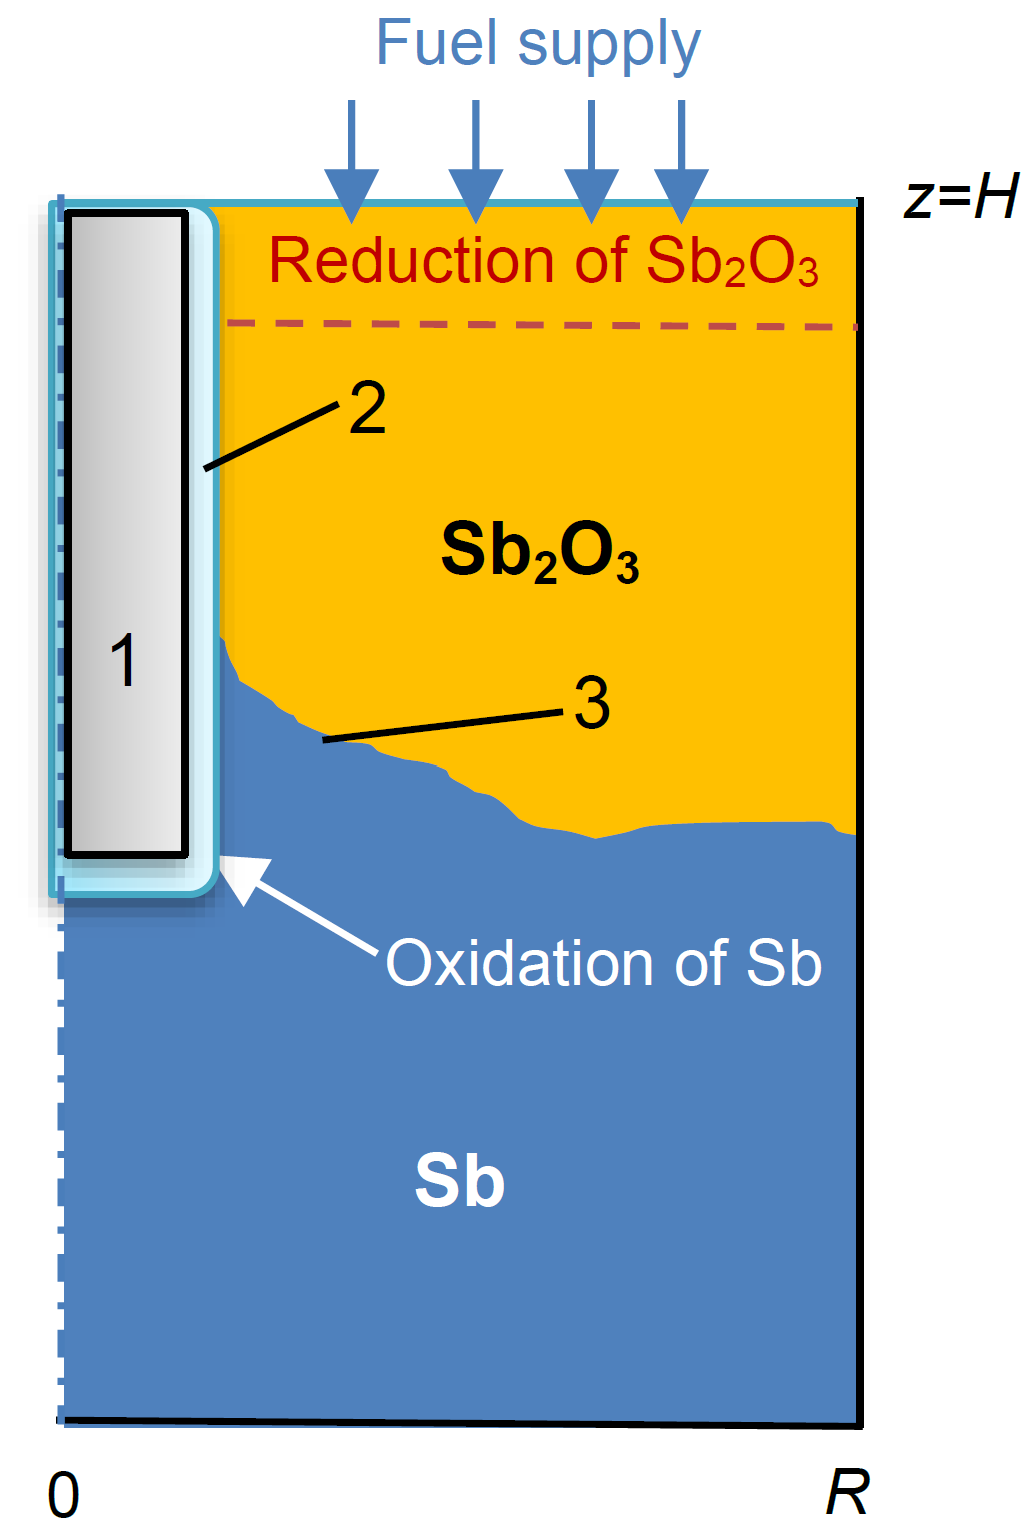 Fuel supply
z=H
Reduction of Sb₂O₃
2
Sb₂O₃
1
3
Oxidation of Sb
Sb
0
R